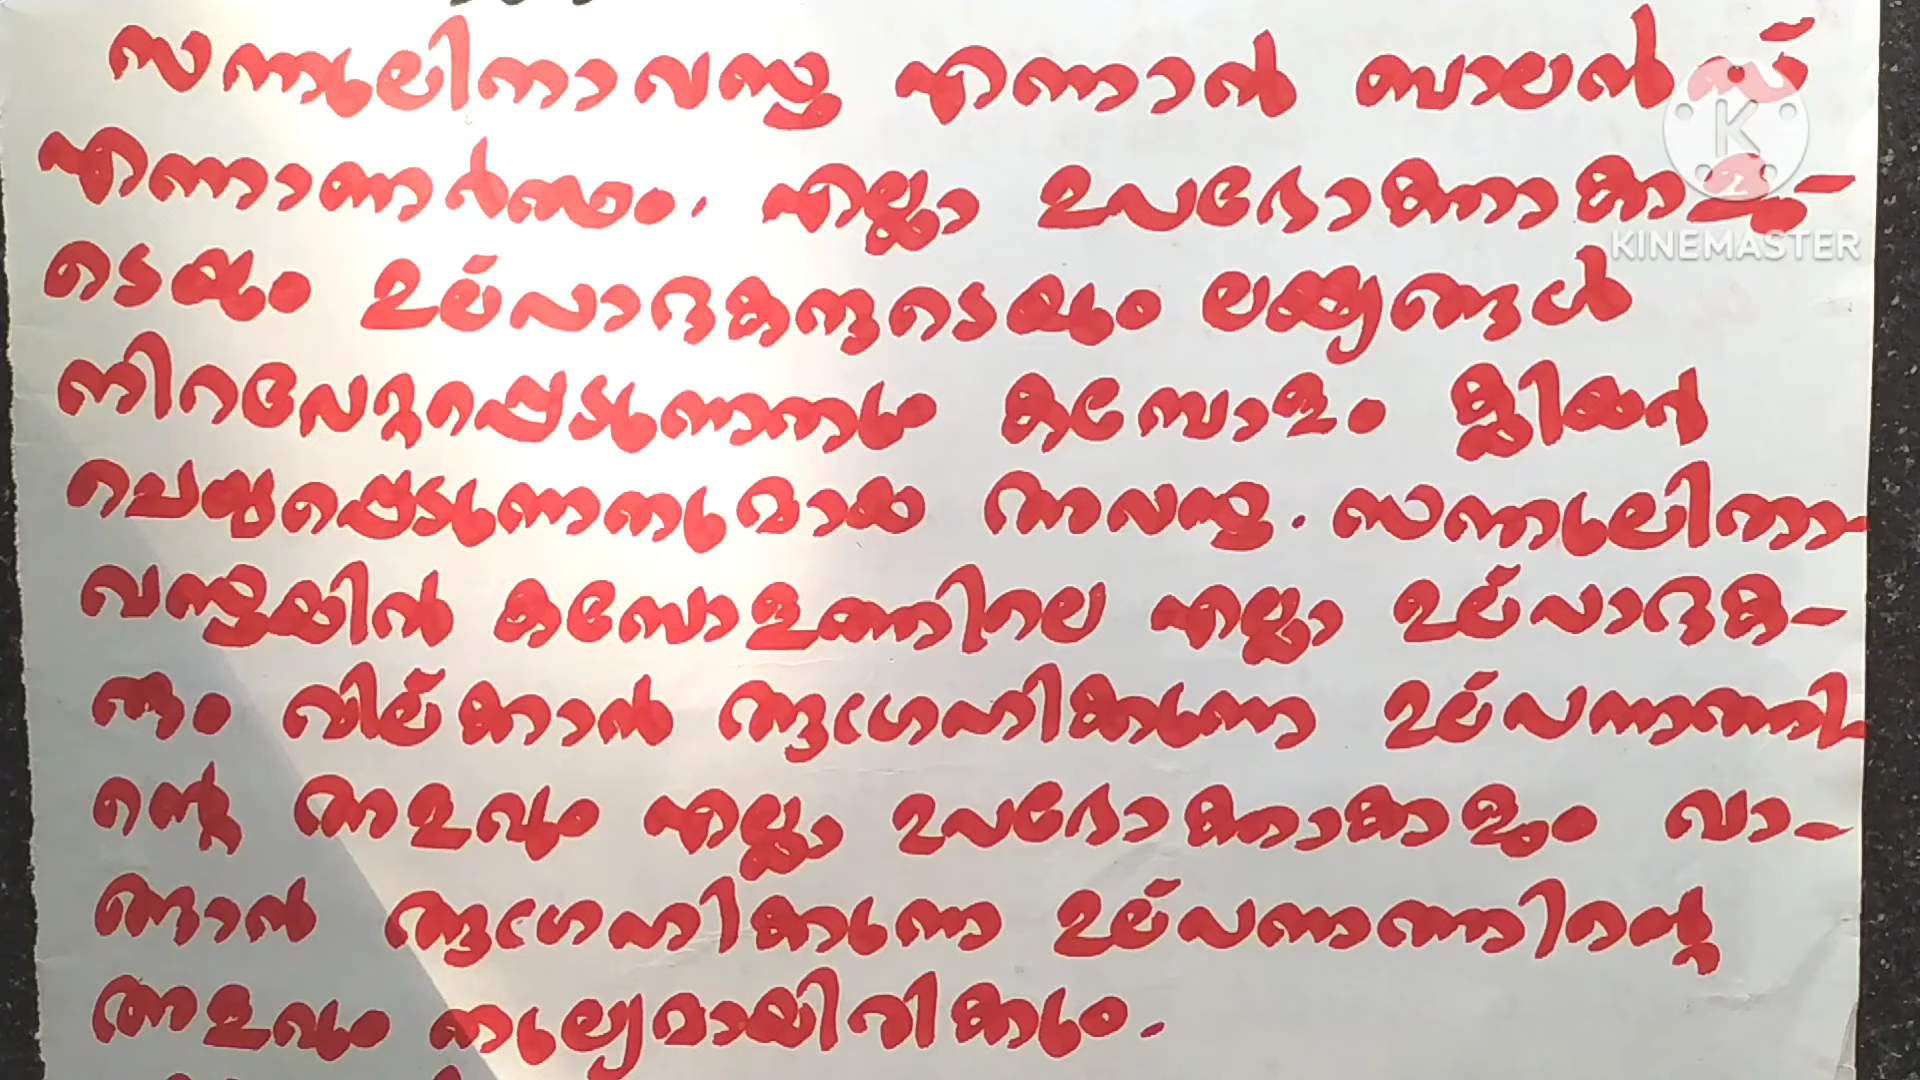 സന്തുലിതാവസ്ഥ എന്നാൽ ബാലൻസ്
എന്നാണർത്ഥം. എല്ലാ ഉപഭോക്താക്കളു-
ടെയും ഉല്പാദകരുടെയും ലക്ഷ്യങ്ങൾ
നിറവേറ്റപ്പെടുന്നതും കമ്പോളം ക്ലിയർ
ചെയ്യപ്പെടുന്നതുമായ അവസ്ഥ. സന്തുലിതാ-
വസ്ഥയിൽ കമ്പോളത്തിലെ എല്ലാ ഉല്പാദക-
രും വില്ക്കാൻ ആഗ്രഹിക്കുന്ന ഉല്പന്നത്തി
ന്റെ അളവും എല്ലാ ഉപഭോക്താക്കളും വാ-
ങ്ങാൻ ആഗ്രഹിക്കുന്ന ഉല്പന്നത്തിന്റെ
അളവും തുല്യമായിരിക്കും.
KINEMASTER